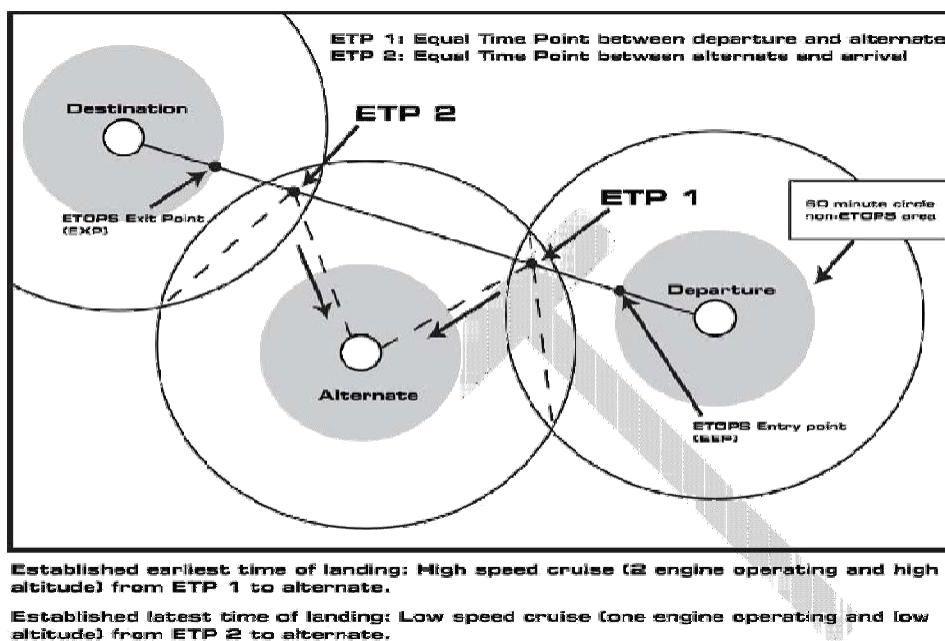 ETP 1: Equal Time Point between departure and alternate
ETP 2: Equal Time Point between alternate and arrival
Destination
ETP 2
ETOPS Exit Point
(EXP)
ETP 1
60 minute circle
non-ETOPS area
Departure
Alternate
ETOPS Entry point
(EEP)
Established earliest time of landing: High speed cruise (2 engine operating and high
altitude) from ETP 1 to alternate.
Established latest time of landing: Low speed cruise (one engine operating and low
altitude) from ETP 2 to alternate.